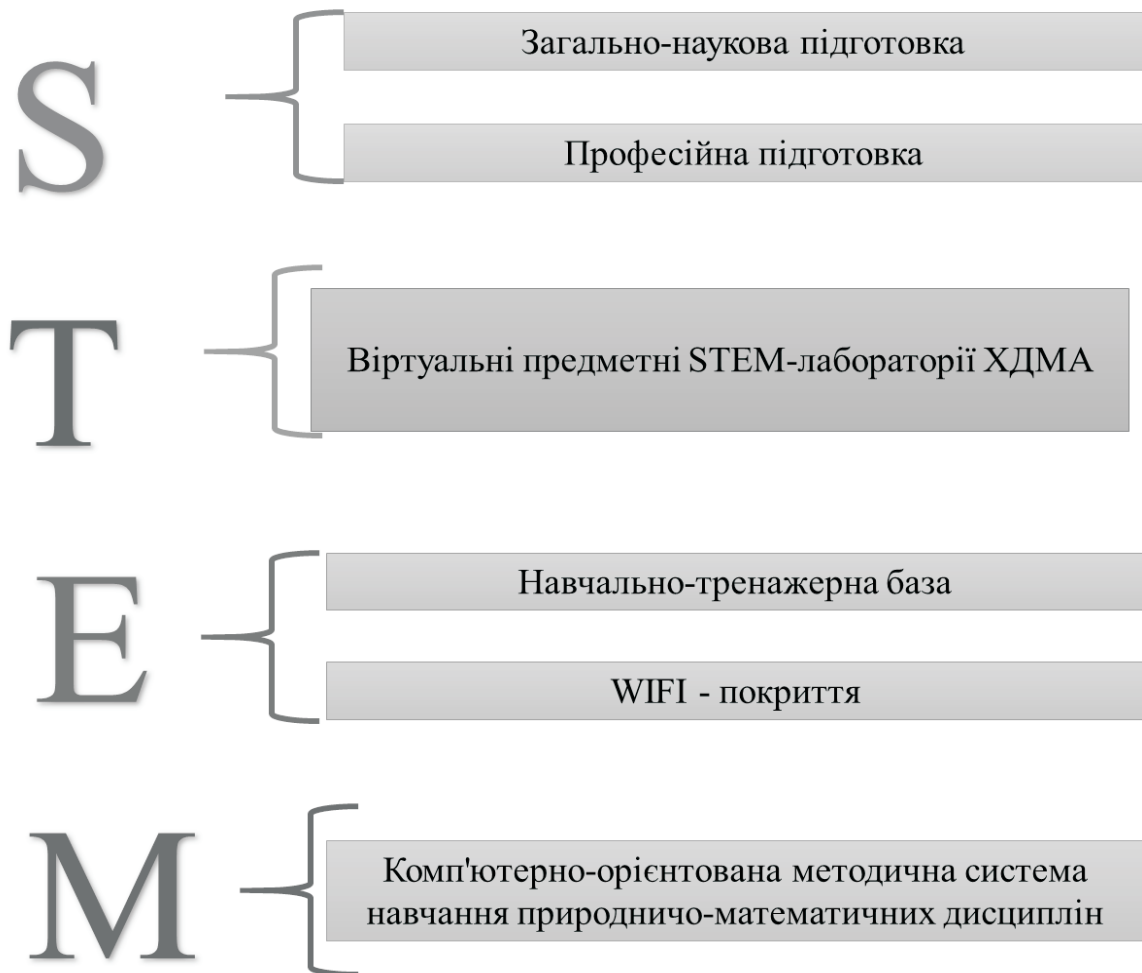 S
Загально-наукова підготовка
Професійна підготовка
T
Віртуальні предметні STEM-лабораторії ХДМА
E
Навчально-тренажерна база
WIFI - покриття
M
Комп'ютерно-орієнтована методична система
навчання природничо-математичних дисциплін